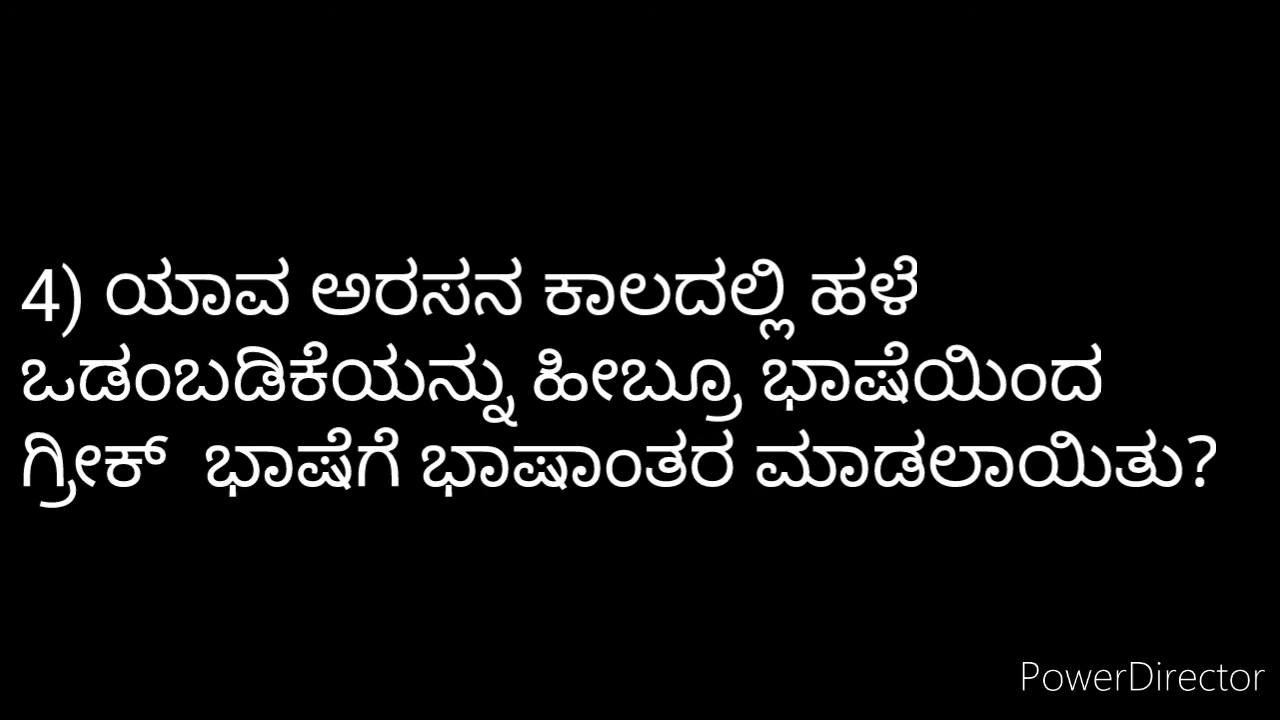 4) ಯಾವ ಅರಸನ ಕಾಲದಲ್ಲಿ ಹಳೆ
ಒಡಂಬಡಿಕೆಯನ್ನು ಹೀಬ್ರೂ ಭಾಷೆಯಿಂದ
ಗ್ರೀಕ್ ಭಾಷೆಗೆ ಭಾಷಾಂತರ ಮಾಡಲಾಯಿತು?
PowerDirector